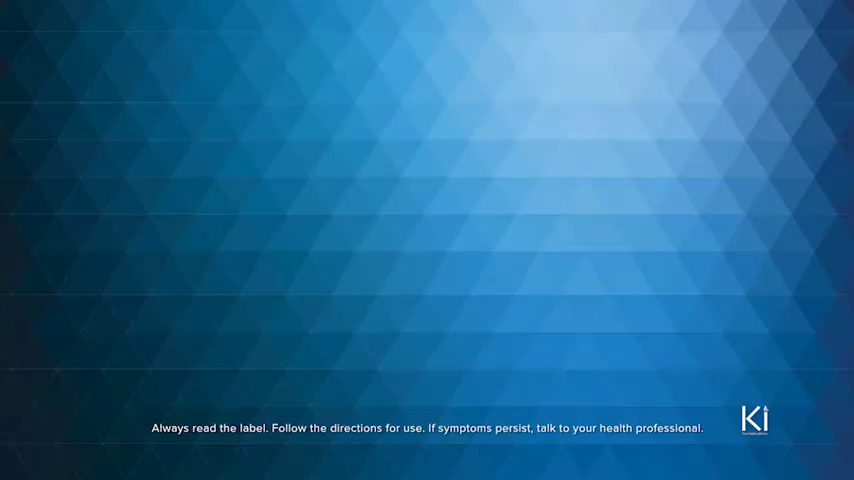 Always read the label. Follow the directions for use. If symptoms persist, talk to your health professional.
Ki